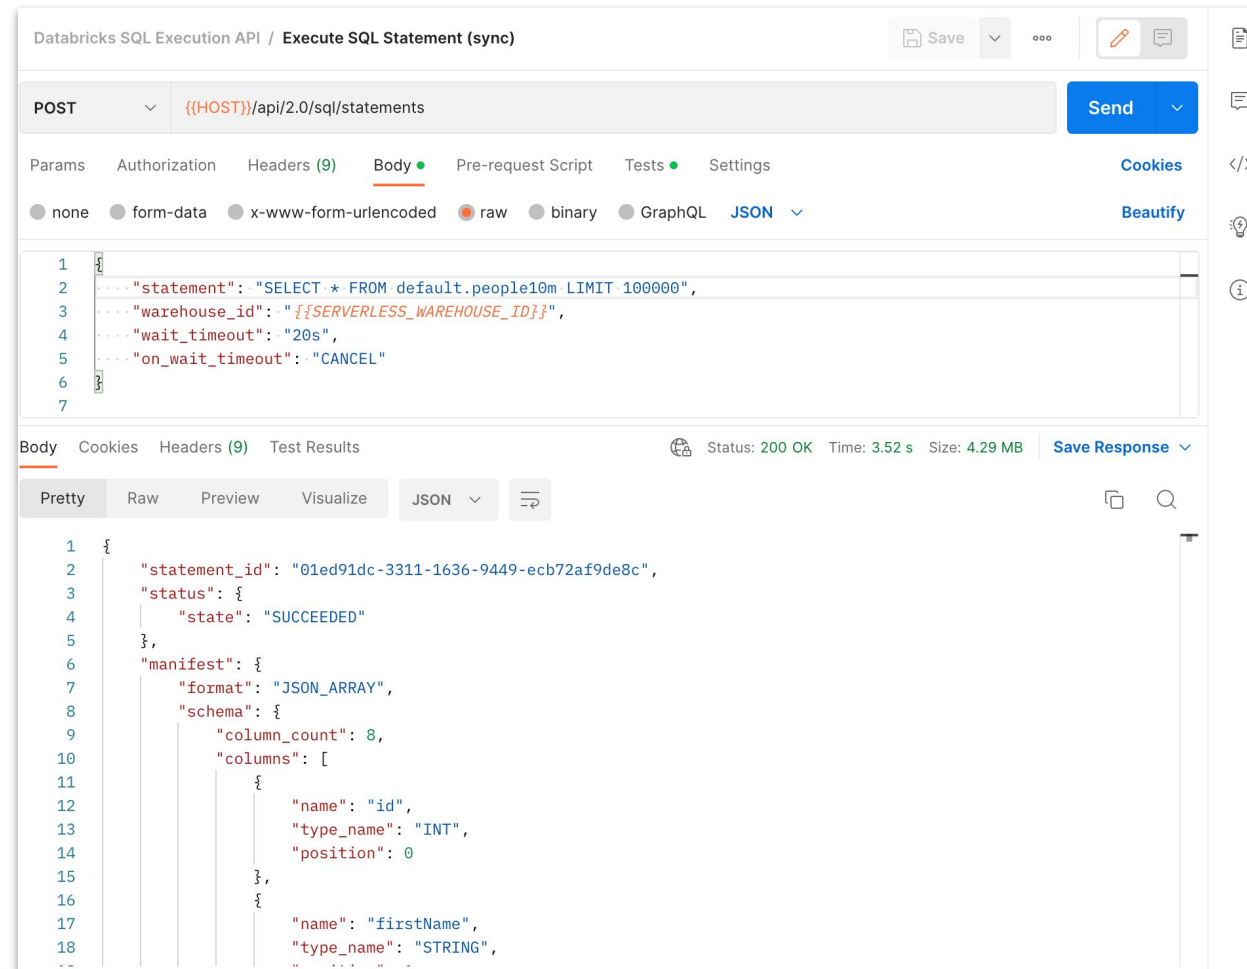 Databricks SQL Execution API / Execute SQL Statement (sync)
Save
POST
{{HOST}}/api/2.0/sql/statements
Send
Params Authorization Headers (9) Body Pre-request Script Tests Settings Cookies
none form-data x-www-form-urlencoded raw binary GraphQL JSON Beautify
1 {
2 "statement": "SELECT * FROM default.people10m LIMIT 100000",
3 "warehouse_id": "{{SERVERLESS_WAREHOUSE_ID}}",
4 "wait_timeout": "20s",
5 "on_wait_timeout": "CANCEL"
6 }
7
Body Cookies Headers (9) Test Results Status: 200 OK Time: 3.52 s Size: 4.29 MB Save Response
Pretty Raw Preview Visualize JSON
1 {
2 "statement_id": "01ed91dc-3311-1636-9449-ecb72af9de8c",
3 "status": {
4 "state": "SUCCEEDED"
5 },
6 "manifest": {
7 "format": "JSON_ARRAY",
8 "schema": {
9 "column_count": 8,
10 "columns": [
11 {
12 "name": "id",
13 "type_name": "INT",
14 "position": 0
15 },
16 {
17 "name": "firstName",
18 "type_name": "STRING",